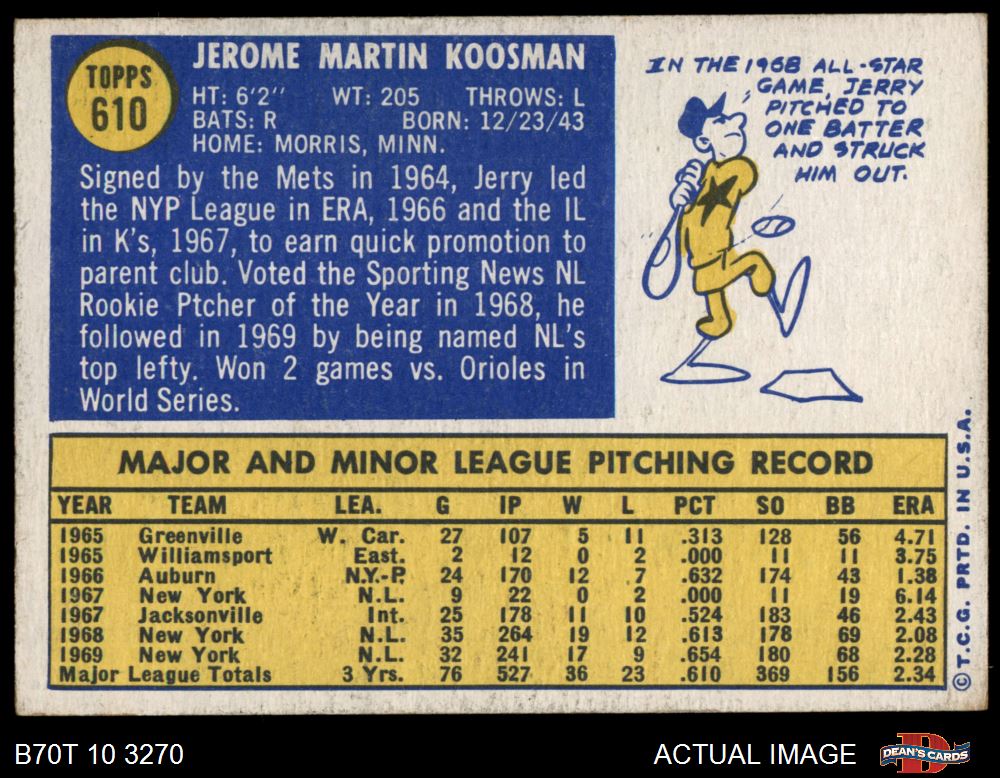 TOPPS
610
JEROME MARTIN KOOSMAN
HT: 6'2" WT: 205 THROWS: L
BATS: R BORN: 12/23/43
HOME: MORRIS, MINN.
Signed by the Mets in 1964, Jerry led
the NYP League in ERA, 1966 and the IL
in K's, 1967, to earn quick promotion to
parent club. Voted the Sporting News NL
Rookie Ptcher of the Year in 1968, he
followed in 1969 by being named NL's
top lefty. Won 2 games vs. Orioles in
World Series.
IN THE 1968 ALL-STAR
GAME, JERRY
PITCHED TO
ONE BATTER
AND STRUCK
HIM OUT.
MAJOR AND MINOR LEAGUE PITCHING RECORD
YEAR TEAM LEA. G IP W L PCT SO BB ERA
1965 Greenville W. Car. 27 107 5 11 .313 128 56 4.71
1965 Williamsport East. 2 12 0 2 .000 11 11 3.75
1966 Auburn N.Y.-P. 24 170 12 7 .632 174 43 1.38
1967 New York N.L. 9 22 0 2 .000 11 19 6.14
1967 Jacksonville Int. 25 178 11 10 .524 183 46 2.43
1968 New York N.L. 35 264 19 12 .613 178 69 2.08
1969 New York N.L. 32 241 17 9 .654 180 68 2.28
Major League Totals 3 Yrs. 76 527 36 23 .610 369 156 2.34
© T.C.G. PRTD. IN U.S.A.
B70T 10 3270
ACTUAL IMAGE
D
DEAN'S CARDS